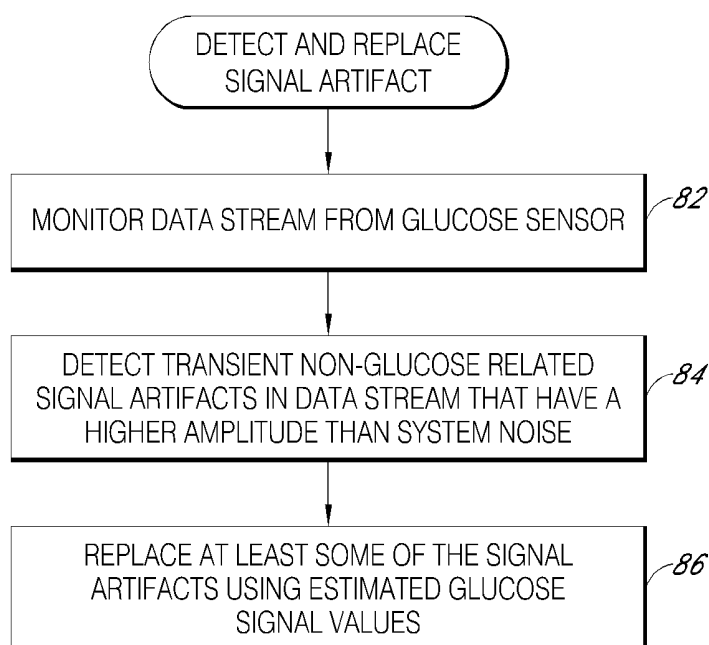 DETECT AND REPLACE
SIGNAL ARTIFACT
MONITOR DATA STREAM FROM GLUCOSE SENSOR
82
DETECT TRANSIENT NON-GLUCOSE RELATED
SIGNAL ARTIFACTS IN DATA STREAM THAT HAVE A
HIGHER AMPLITUDE THAN SYSTEM NOISE
84
REPLACE AT LEAST SOME OF THE SIGNAL
ARTIFACTS USING ESTIMATED GLUCOSE
SIGNAL VALUES
86